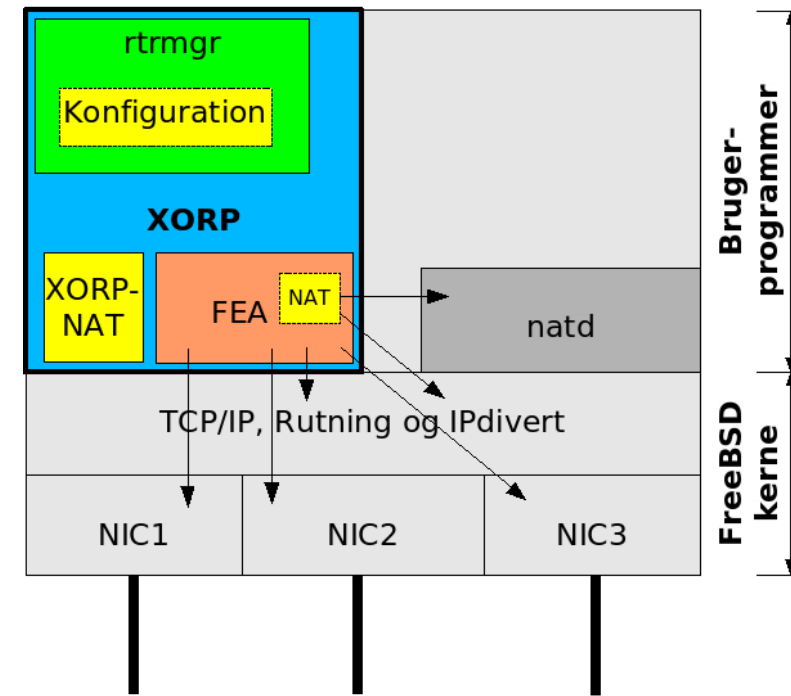 rtrmgr
Konfiguration
XORP
XORP-
NAT
FEA
NAT
natd
TCP/IP, Rutning og IPdivert
NIC1
NIC2
NIC3
Bruger-
programmer
FreeBSD
kerne